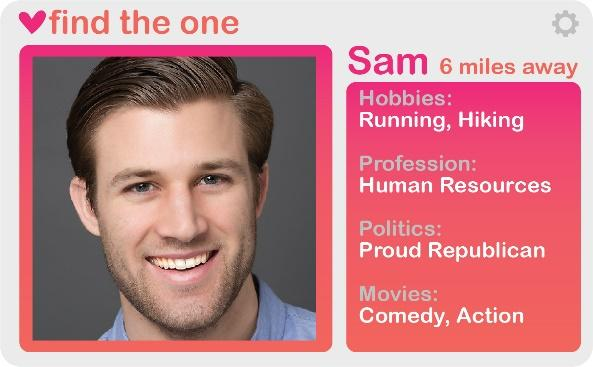 find the one
Sam 6 miles away
Hobbies:
Running, Hiking
Profession:
Human Resources
Politics:
Proud Republican
Movies:
Comedy, Action